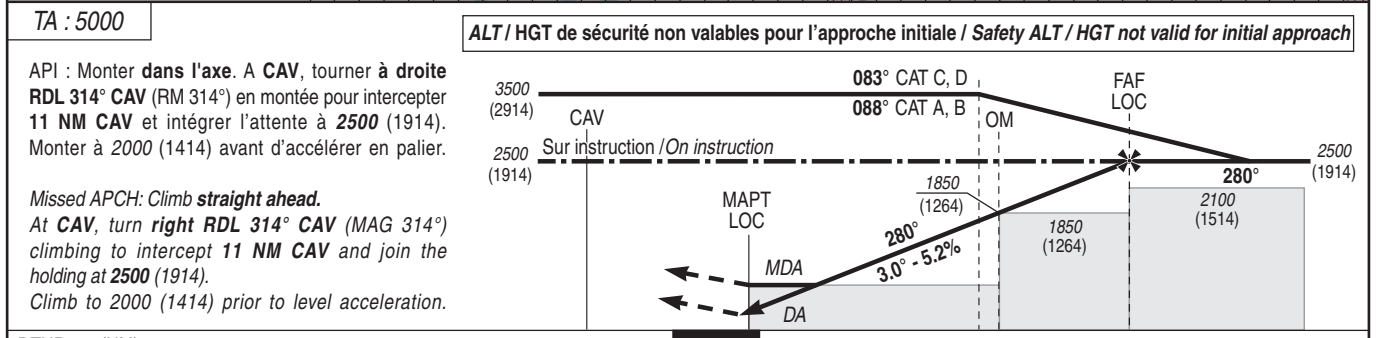 TA : 5000
ALT / HGT de sécurité non valables pour l'approche initiale / Safety ALT / HGT not valid for initial approach
API : Monter dans l'axe. A CAV, tourner à droite
RDL 314° CAV (RM 314°) en montée pour intercepter
11 NM CAV et intégrer l'attente à 2500 (1914).
Monter à 2000 (1414) avant d'accélérer en palier.
Missed APCH: Climb straight ahead.
At CAV, turn right RDL 314° CAV (MAG 314°)
climbing to intercept 11 NM CAV and join the
holding at 2500 (1914).
Climb to 2000 (1414) prior to level acceleration.
3500
(2914)
083° CAT C, D
088° CAT A, B
CAV
OM
FAF
LOC
2500
(1914)
Sur instruction /On instruction
2500
(1914)
280°
MAPT
LOC
1850
(1264)
1850
(1264)
2100
(1514)
280°
3.0° - 5.2%
MDA
DA